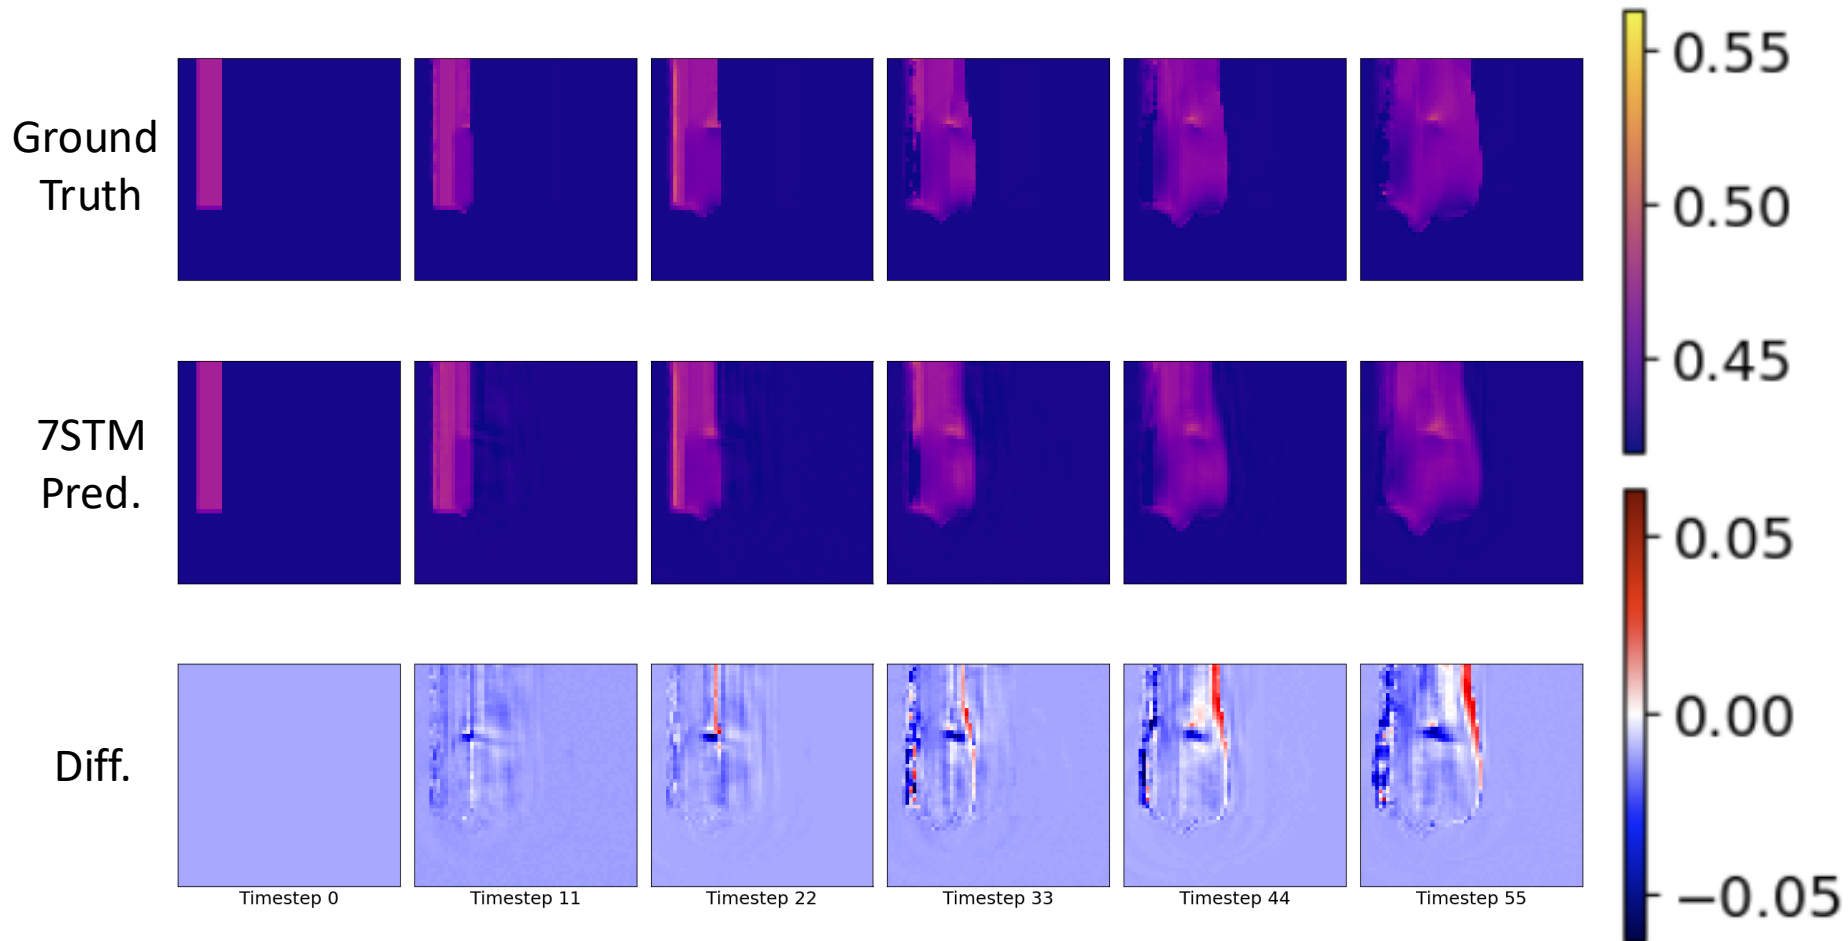 Ground
Truth
7STM
Pred.
Diff.
Timestep 0
Timestep 11
Timestep 22
Timestep 33
Timestep 44
Timestep 55
0.55
0.50
0.45
0.05
0.00
−0.05